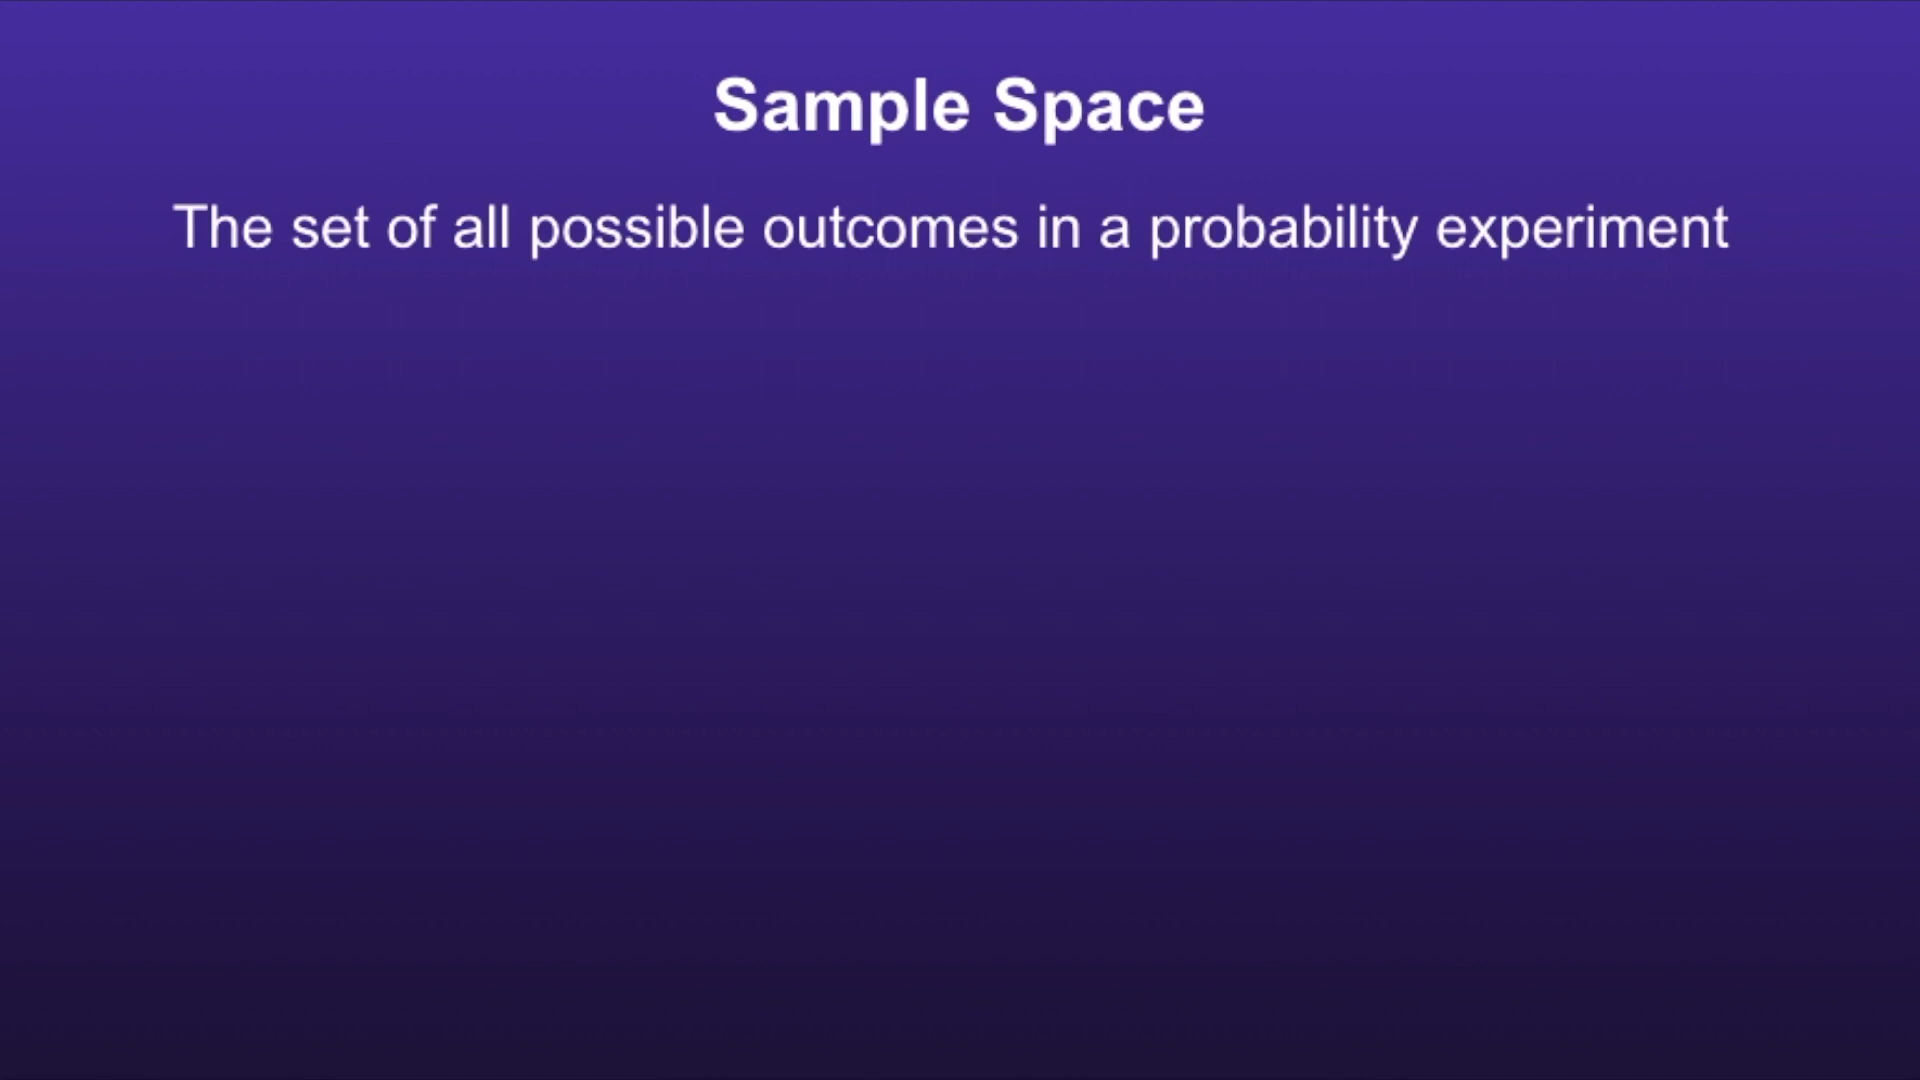 Sample Space
The set of all possible outcomes in a probability experiment